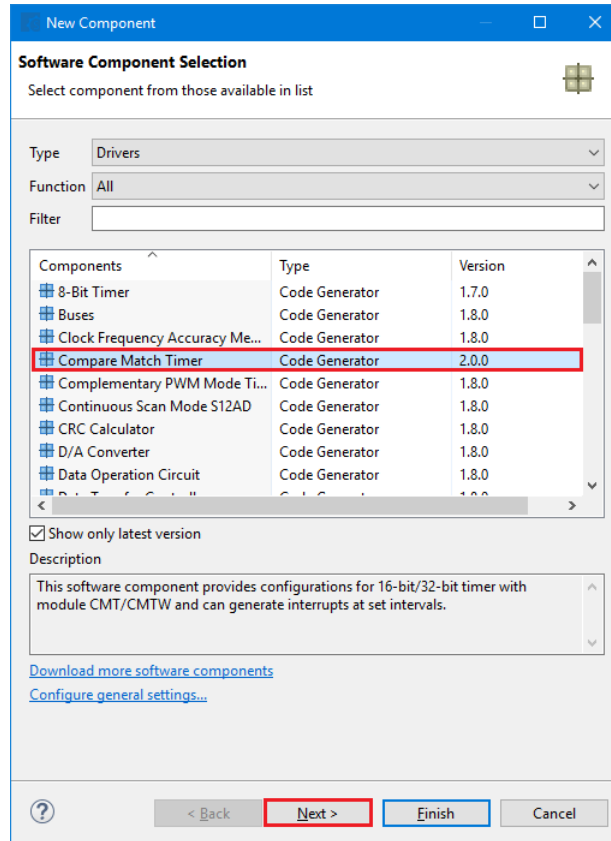 New Component
Software Component Selection
Select component from those available in list
Type Drivers
Function All
Filter
Components Type Version
8-Bit Timer Code Generator 1.7.0
Buses Code Generator 1.8.0
Clock Frequency Accuracy Me... Code Generator 1.8.0
Compare Match Timer Code Generator 2.0.0
Complementary PWM Mode Ti... Code Generator 1.8.0
Continuous Scan Mode S12AD Code Generator 1.8.0
CRC Calculator Code Generator 1.8.0
D/A Converter Code Generator 1.8.0
Data Operation Circuit Code Generator 1.8.0
Show only latest version
Description
This software component provides configurations for 16-bit/32-bit timer with
module CMT/CMTW and can generate interrupts at set intervals.
Download more software components
Configure general settings...
? < Back Next > Finish Cancel